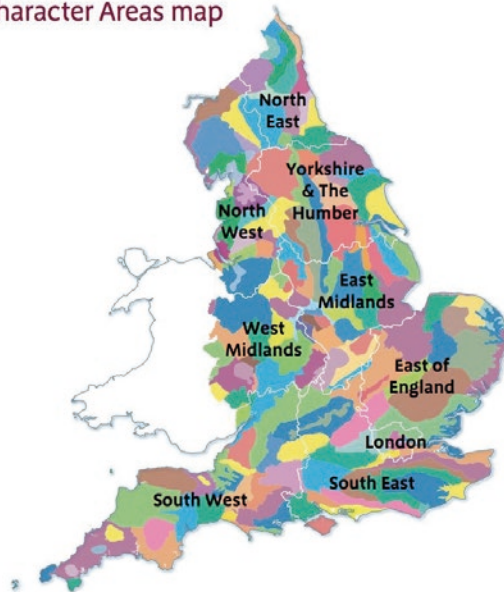 haracter Areas map
North
East
Yorkshire
& The
Humber
North
West
East
Midlands
West
Midlands
East of
England
London
South East
South West